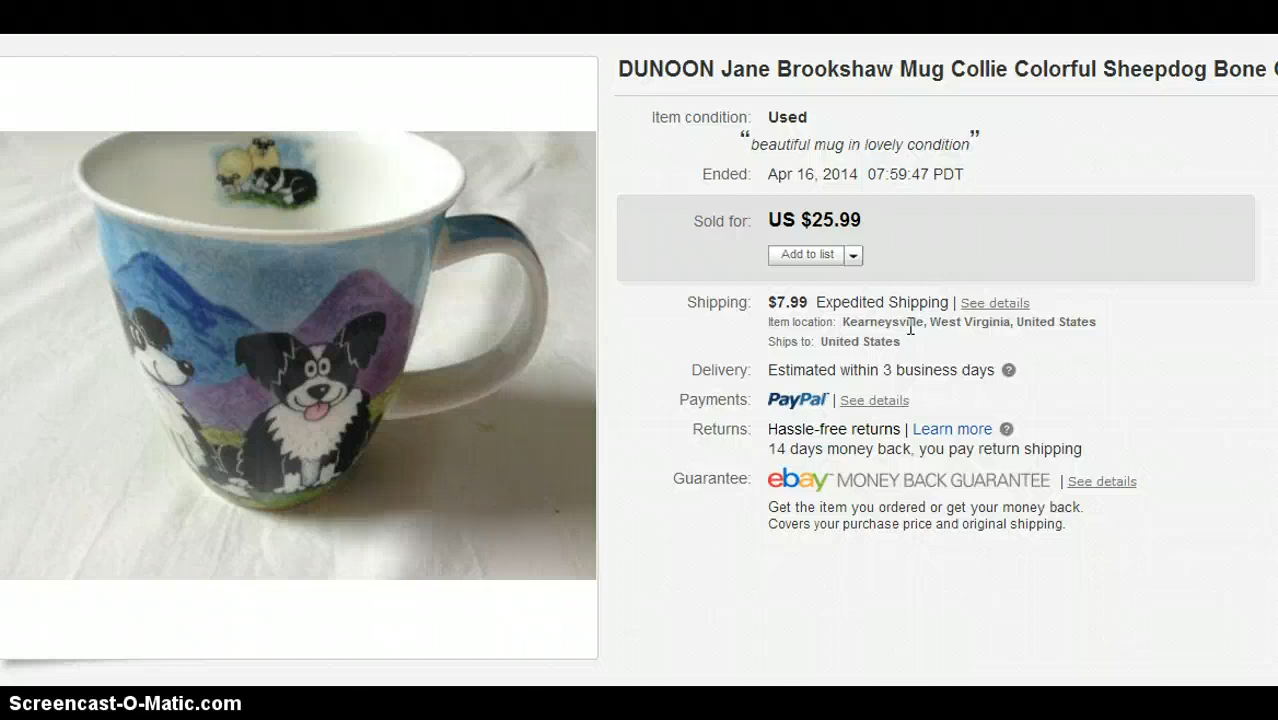 DUNOON Jane Brookshaw Mug Collie Colorful Sheepdog Bone
Item condition: Used
“beautiful mug in lovely condition”
Ended: Apr 16, 2014 07:59:47 PDT
Sold for: US $25.99
Add to list
Shipping: $7.99 Expedited Shipping | See details
Item location: Kearneysville, West Virginia, United States
Ships to: United States
Delivery: Estimated within 3 business days ?
Payments: PayPal | See details
Returns: Hassle-free returns | Learn more ?
14 days money back, you pay return shipping
Guarantee: ebay™ MONEY BACK GUARANTEE | See details
Get the item you ordered or get your money back.
Covers your purchase price and original shipping.
Screencast-O-Matic.com